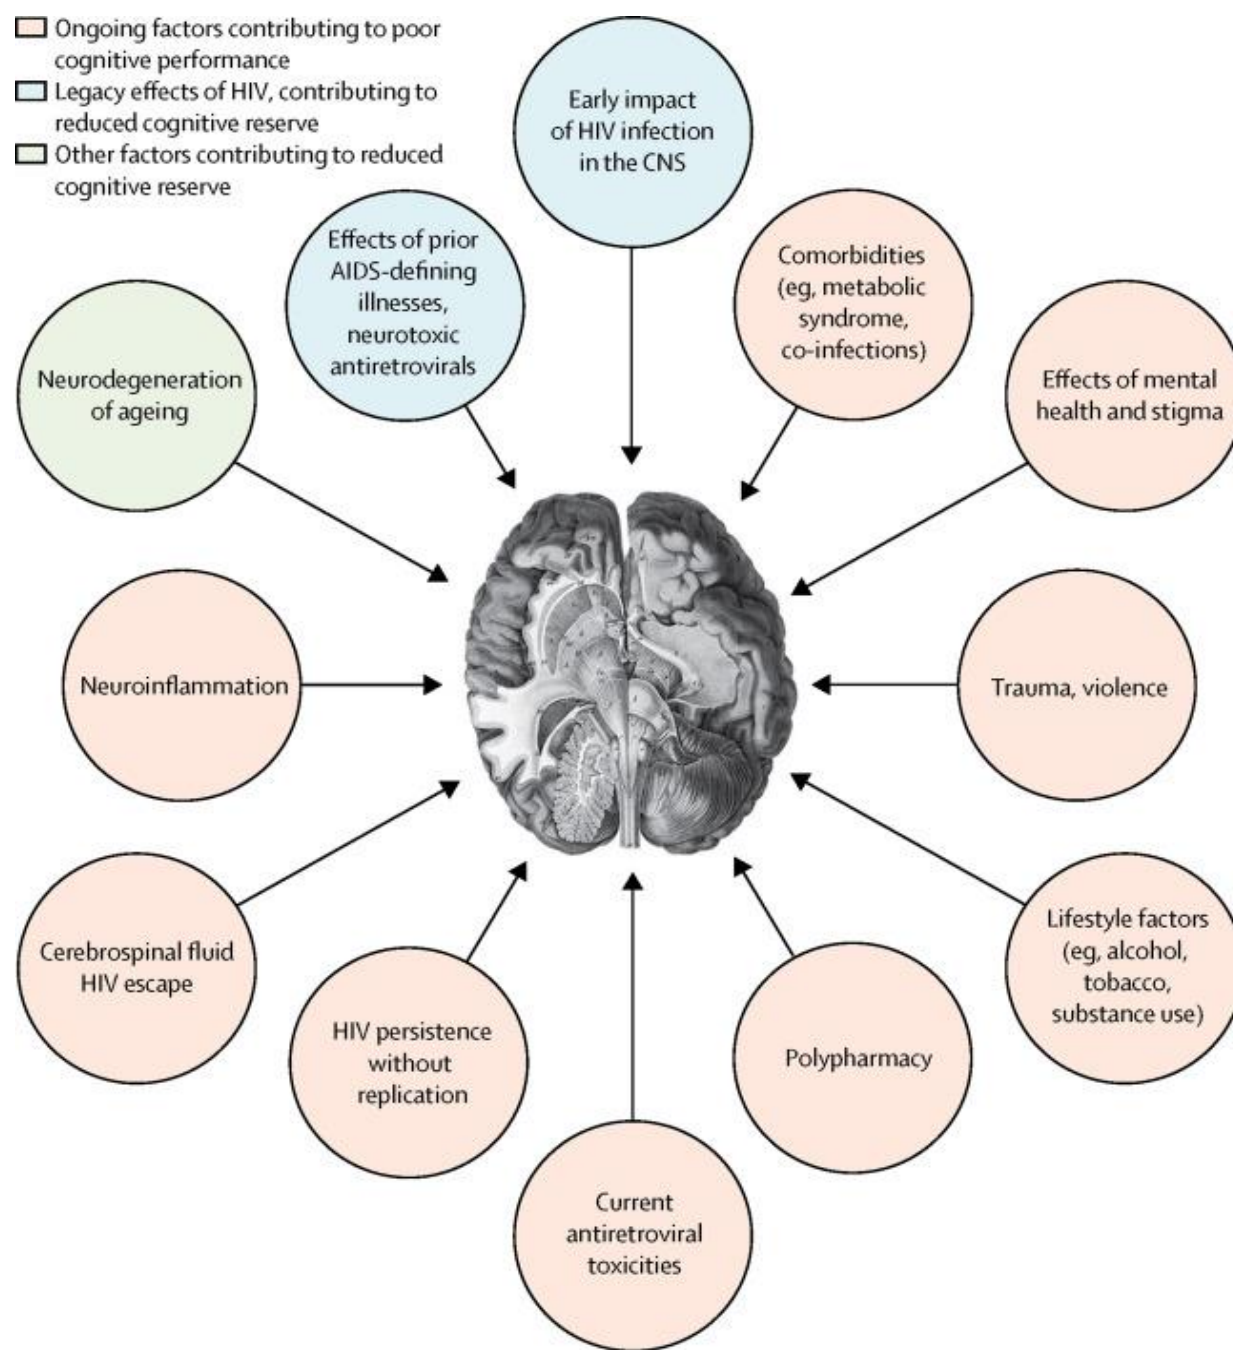 Ongoing factors contributing to poor
cognitive performance
Legacy effects of HIV, contributing to
reduced cognitive reserve
Other factors contributing to reduced
cognitive reserve
Early impact
of HIV infection
in the CNS
Comorbidities
(eg, metabolic
syndrome,
co-infections)
Effects of mental
health and stigma
Trauma, violence
Lifestyle factors
(eg, alcohol,
tobacco,
substance use)
Polypharmacy
Current
antiretroviral
toxicities
HIV persistence
without
replication
Cerebrospinal fluid
HIV escape
Neuroinflammation
Neurodegeneration
of ageing
Effects of prior
AIDS-defining
illnesses,
neurotoxic
antiretrovirals